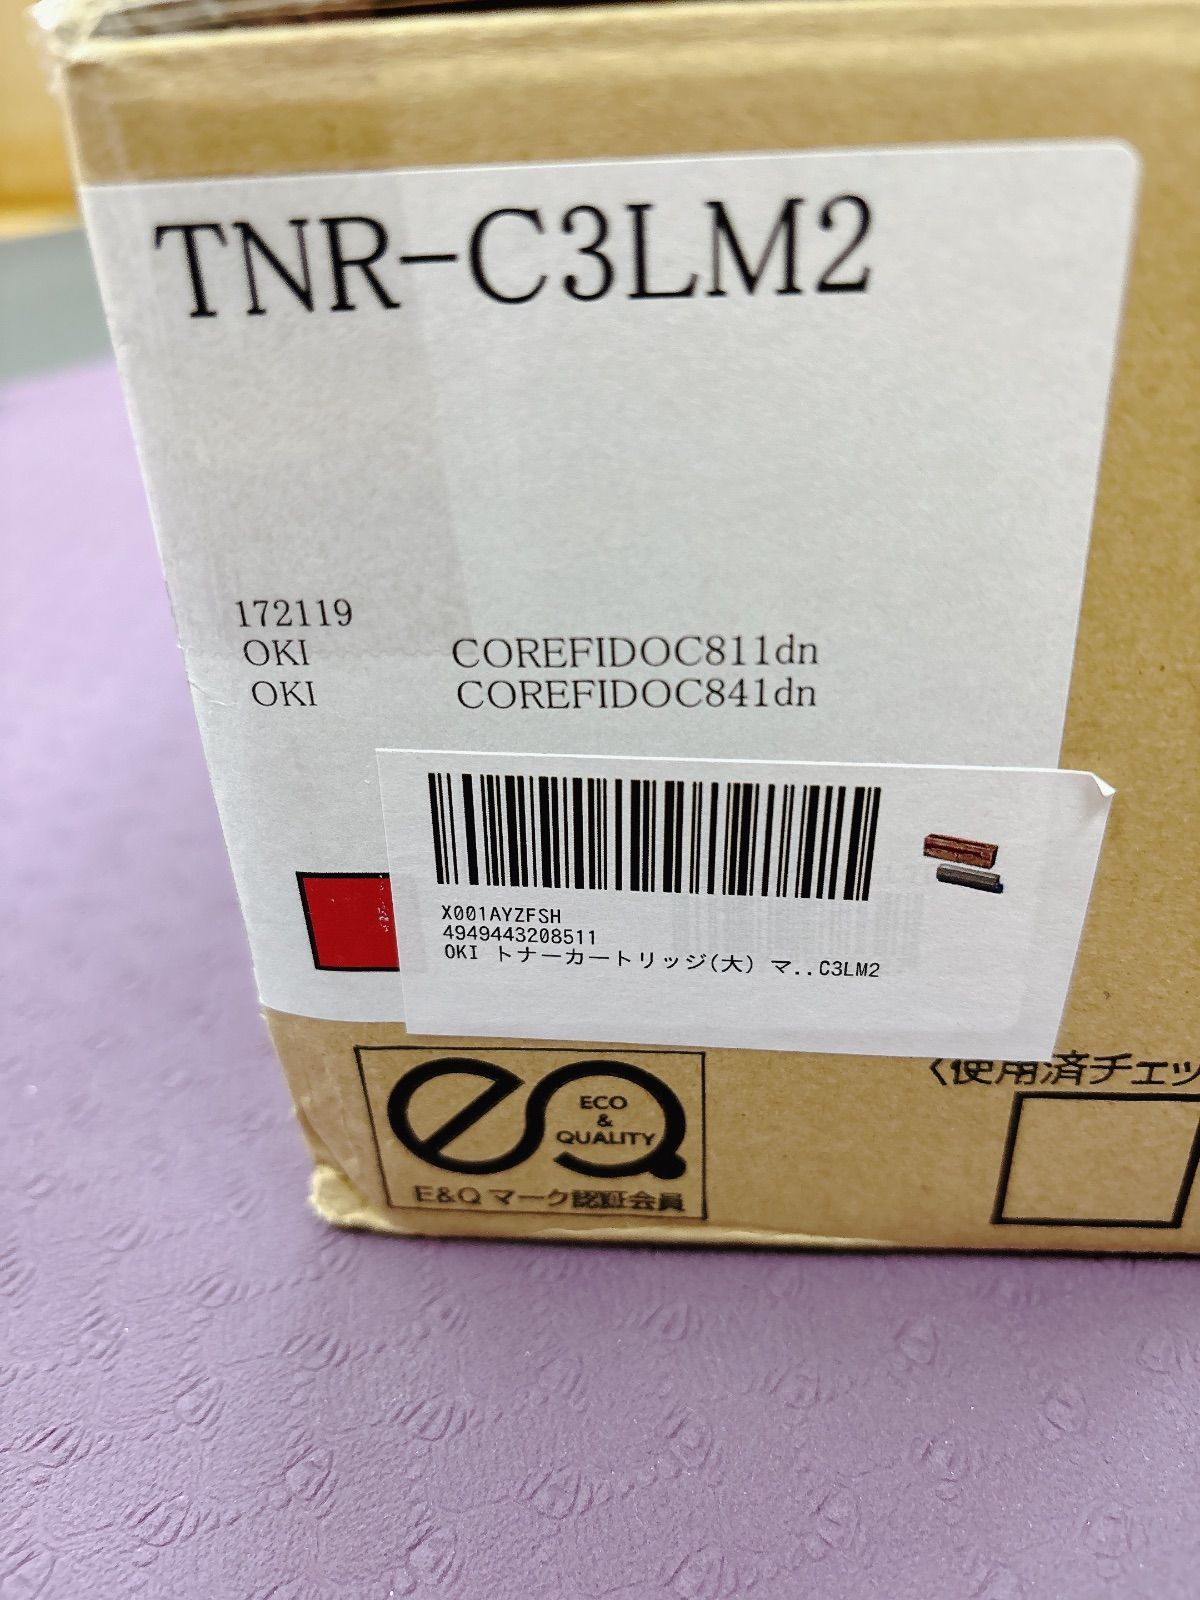 TNR-C3LM2
172119
OKI COREFIDOC811dn
OKI COREFIDOC841dn
X001AYZFSH
4949443208511
OKI トナーカートリッジ(大) マ..C3LM2
ECO
&
QUALITY
E&Q マーク認証会員
〈使用済チェッ